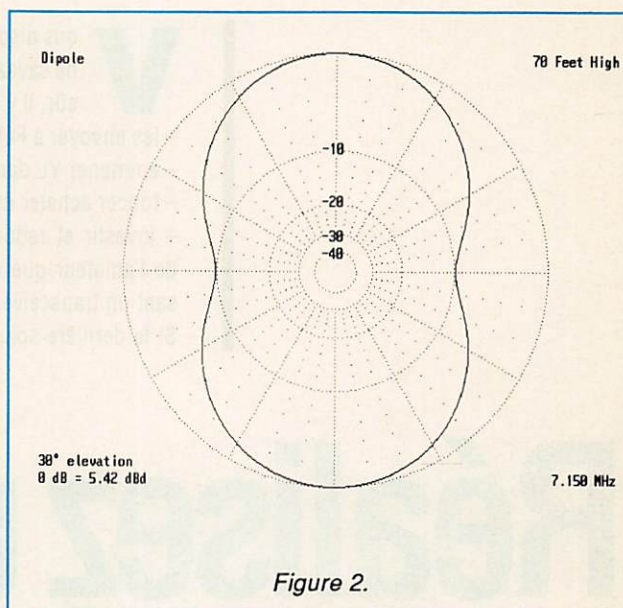 Dipole
70 Feet High
-10
-20
-30
-40
30° elevation
0 dB = 5.42 dBd
7.150 MHz
Figure 2.